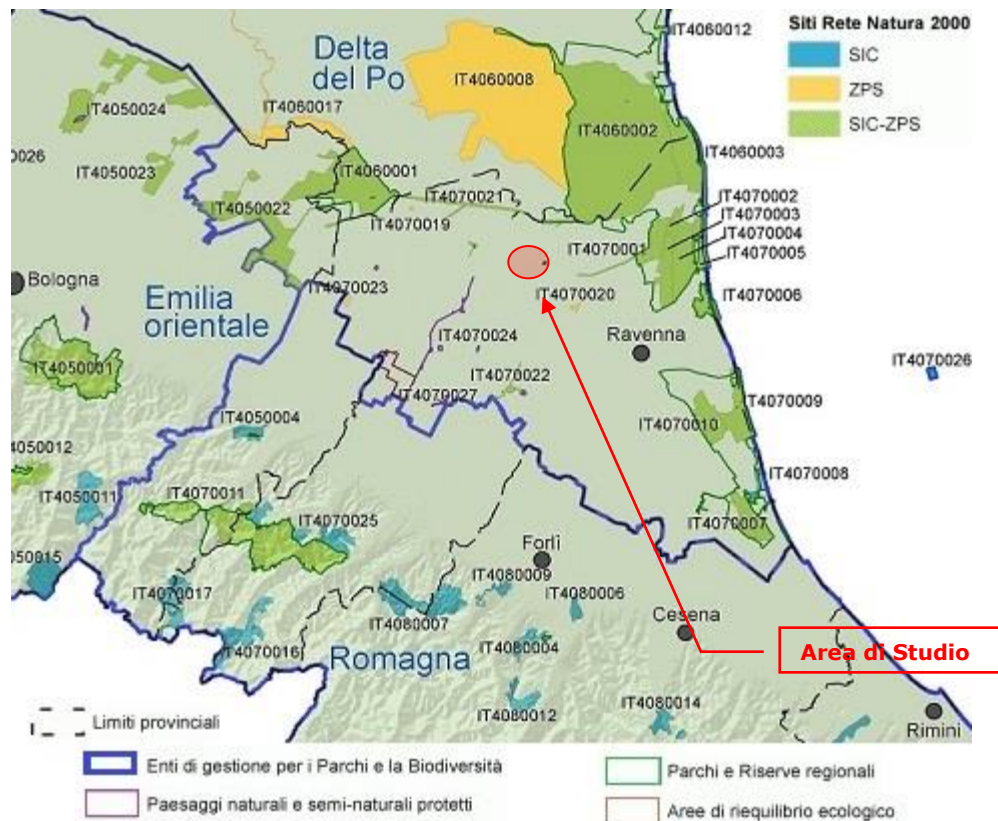 Siti Rete Natura 2000
SIC
ZPS
SIC-ZPS
Delta
del Po
IT4060012
IT4060008
IT4050024
IT4060017
IT4060002
0026
IT4050023
IT4060001
IT4060003
IT4070021
IT4070002
IT4070003
IT4070004
IT4070005
IT4050022
IT4070019
IT4070001
Bologna
IT4070023
IT4070020
IT4070006
Emilia
orientale
IT4070024
Ravenna
IT4050001
IT4070022
IT4070026
IT4070027
IT4050004
IT4070009
IT4070010
4050012
IT4050011
IT4070011
IT4070008
IT4070025
IT4070007
Forlì
050015
IT4080009
IT4070017
IT4080006
IT4080007
Cesena
IT4070016
IT4080004
Romagna
Area di Studio
IT4080012
IT4080014
Rimini
Limiti provinciali
Enti di gestione per i Parchi e la Biodiversità
Parchi e Riserve regionali
Paesaggi naturali e semi-naturali protetti
Aree di riequilibrio ecologico